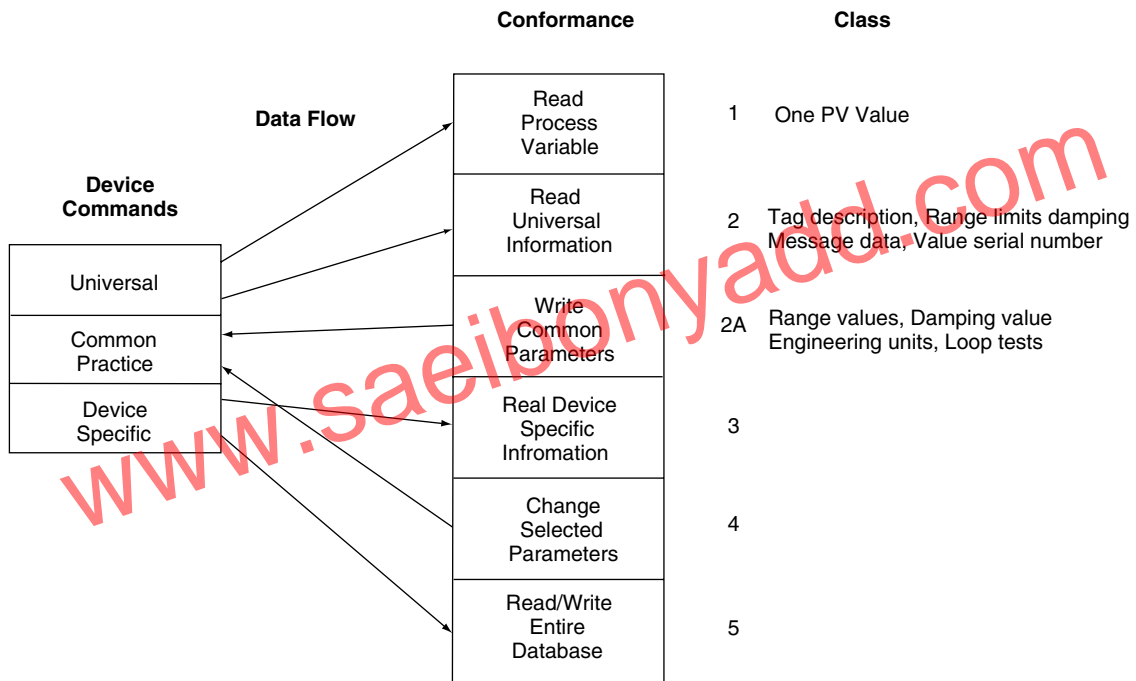 Conformance
Class
Data Flow
Device
Commands
Universal
Common
Practice
Device
Specific
Read
Process
Variable
1
One PV Value
Read
Universal
Information
2
Tag description, Range limits damping
Message data, Value serial number
Write
Common
Parameters
2A
Range values, Damping value
Engineering units, Loop tests
Real Device
Specific
Infromation
3
Change
Selected
Parameters
4
Read/Write
Entire
Database
5
www.saeibonyadd.com